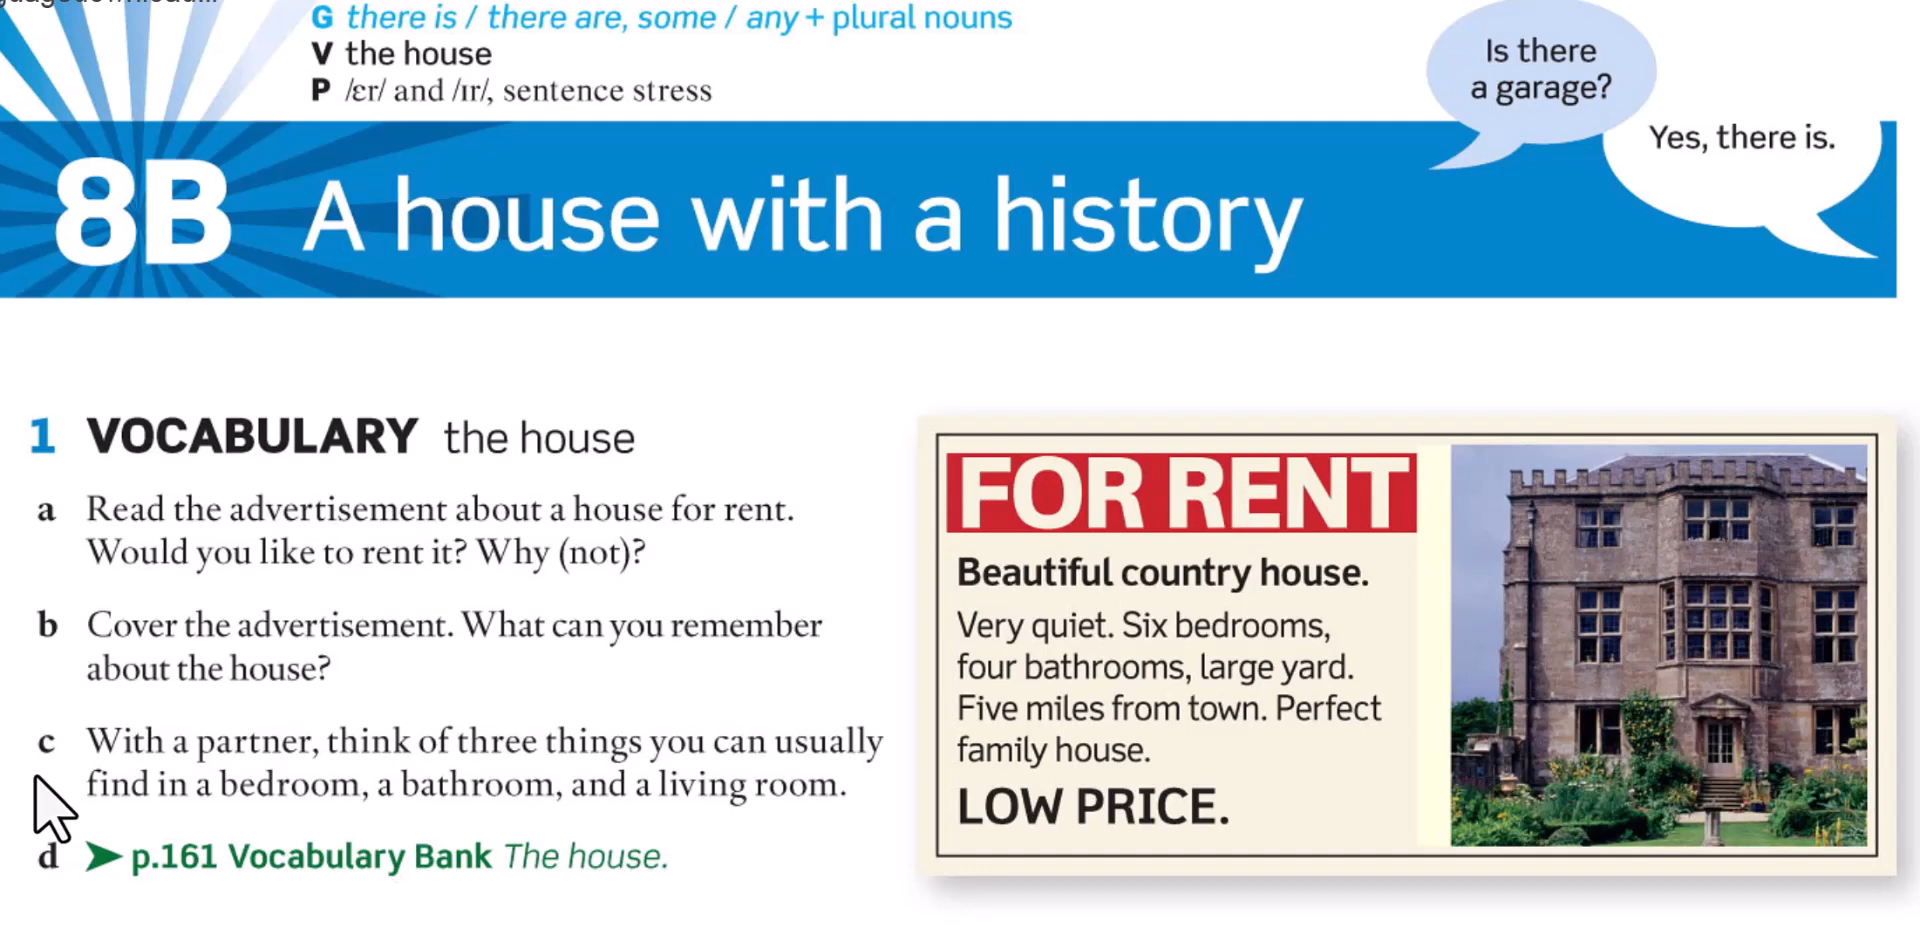 G there is / there are, some / any + plural nouns
V the house
P /ɛr/ and /ɪr/, sentence stress
Is there
a garage?
Yes, there is.
8B A house with a history
1 VOCABULARY the house
a Read the advertisement about a house for rent.
Would you like to rent it? Why (not)?
b Cover the advertisement. What can you remember
about the house?
c With a partner, think of three things you can usually
find in a bedroom, a bathroom, and a living room.
d ➤ p.161 Vocabulary Bank The house.
FOR RENT
Beautiful country house.
Very quiet. Six bedrooms,
four bathrooms, large yard.
Five miles from town. Perfect
family house.
LOW PRICE.